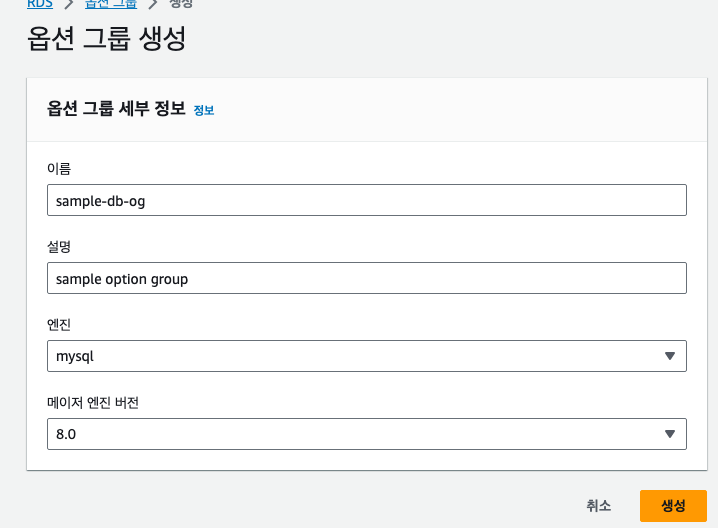 RDS > 옵션 그룹 > 생성
옵션 그룹 생성
옵션 그룹 세부 정보 정보
이름
sample-db-og
설명
sample option group
엔진
mysql
메이저 엔진 버전
8.0
취소 생성